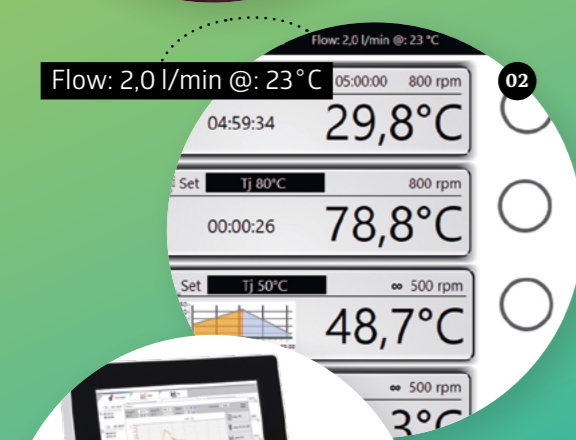 Flow: 2,0 l/min @: 23 °C
Flow: 2,0 l/min @: 23°C
02
05:00:00 800 rpm
04:59:34 29,8°C
Set Tj 80°C 800 rpm
00:00:26 78,8°C
Set Tj 50°C ∞ 500 rpm
48,7°C
∞ 500 rpm
3°C